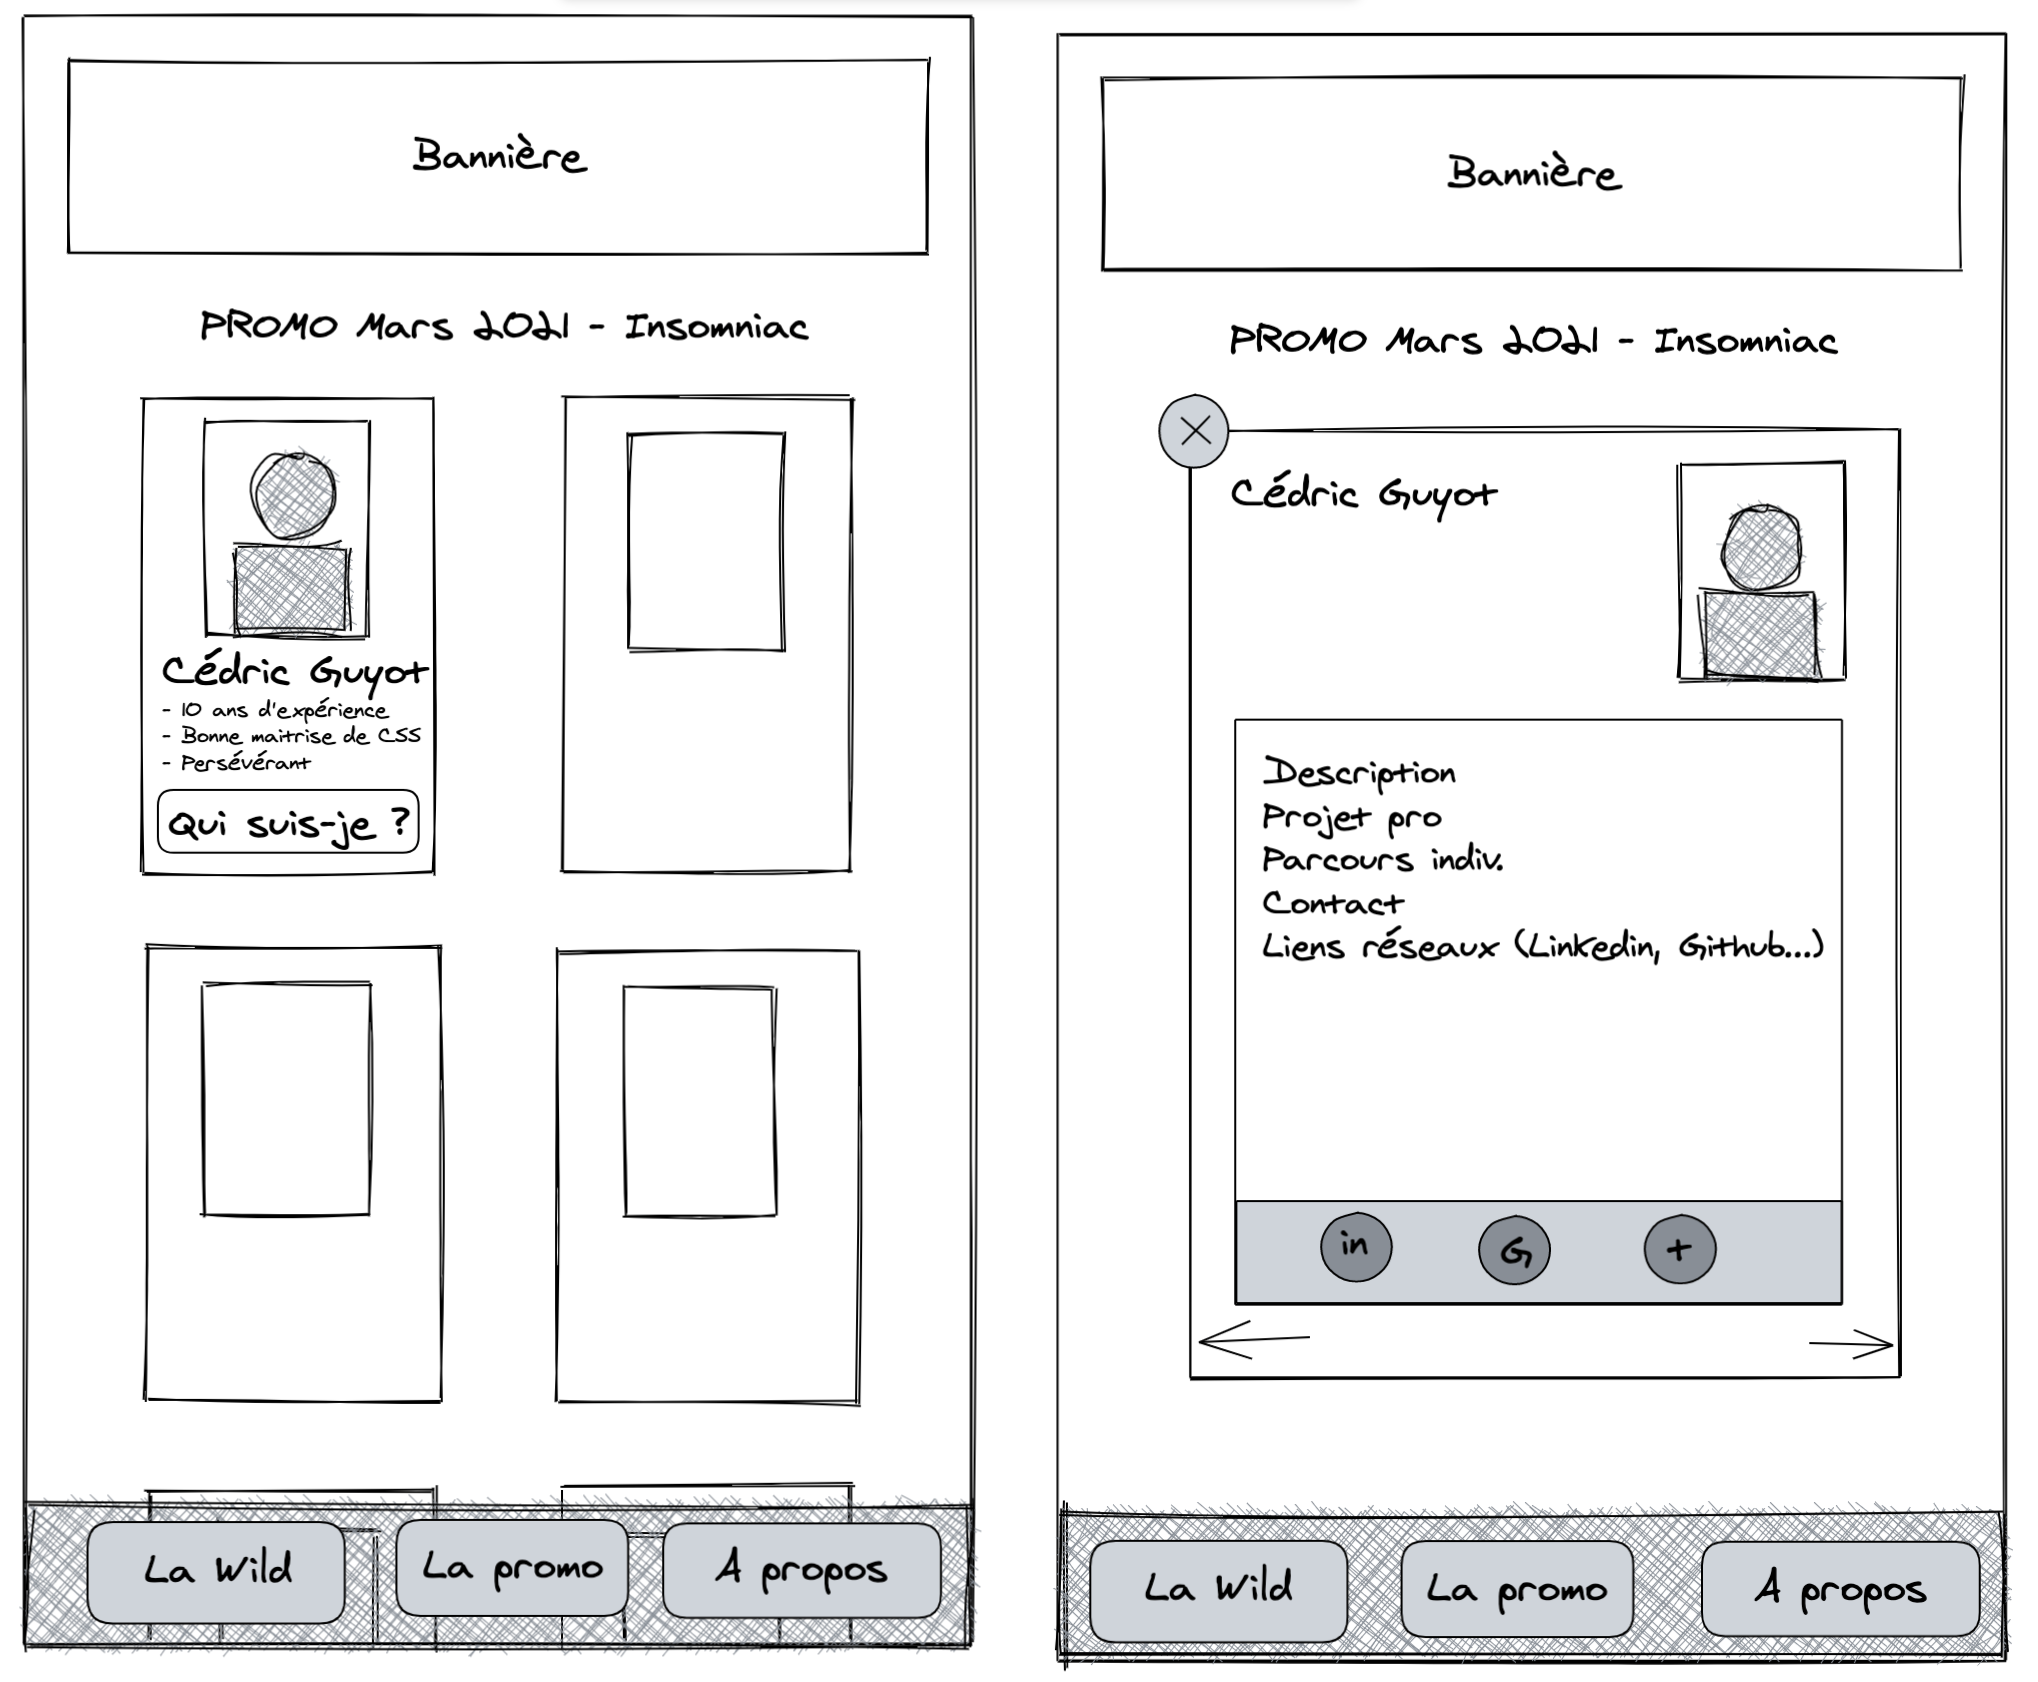 Bannière
PROMO Mars 2021 - Insomniac
Cédric Guyot
- 10 ans d'expérience
- Bonne maitrise de CSS
- Persévérant
Qui suis-je ?
La Wild
La promo
A propos
Bannière
PROMO Mars 2021 - Insomniac
Cédric Guyot
Description
Projet pro
Parcours indiv.
Contact
Liens réseaux (Linkedin, Github...)
in
G
+
La Wild
La promo
A propos